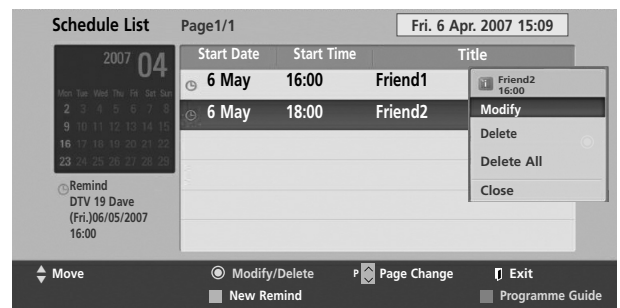 Schedule List Page1/1 Fri. 6 Apr. 2007 15:09
2007 04
Start Date Start Time Title
Mon Tue Wed Thu Fri Sat Sun
2 3 4 5 6 7 8
9 10 11 12 13 14 15
16 17 18 19 20 21 22
23 24 25 26 27 28 29
6 May 16:00 Friend1
6 May 18:00 Friend2
i Friend2
16:00
Modify
Delete
Delete All
Close
Remind
DTV 19 Dave
(Fri.)06/05/2007
16:00
Move Modify/Delete P Page Change Exit
New Remind Programme Guide